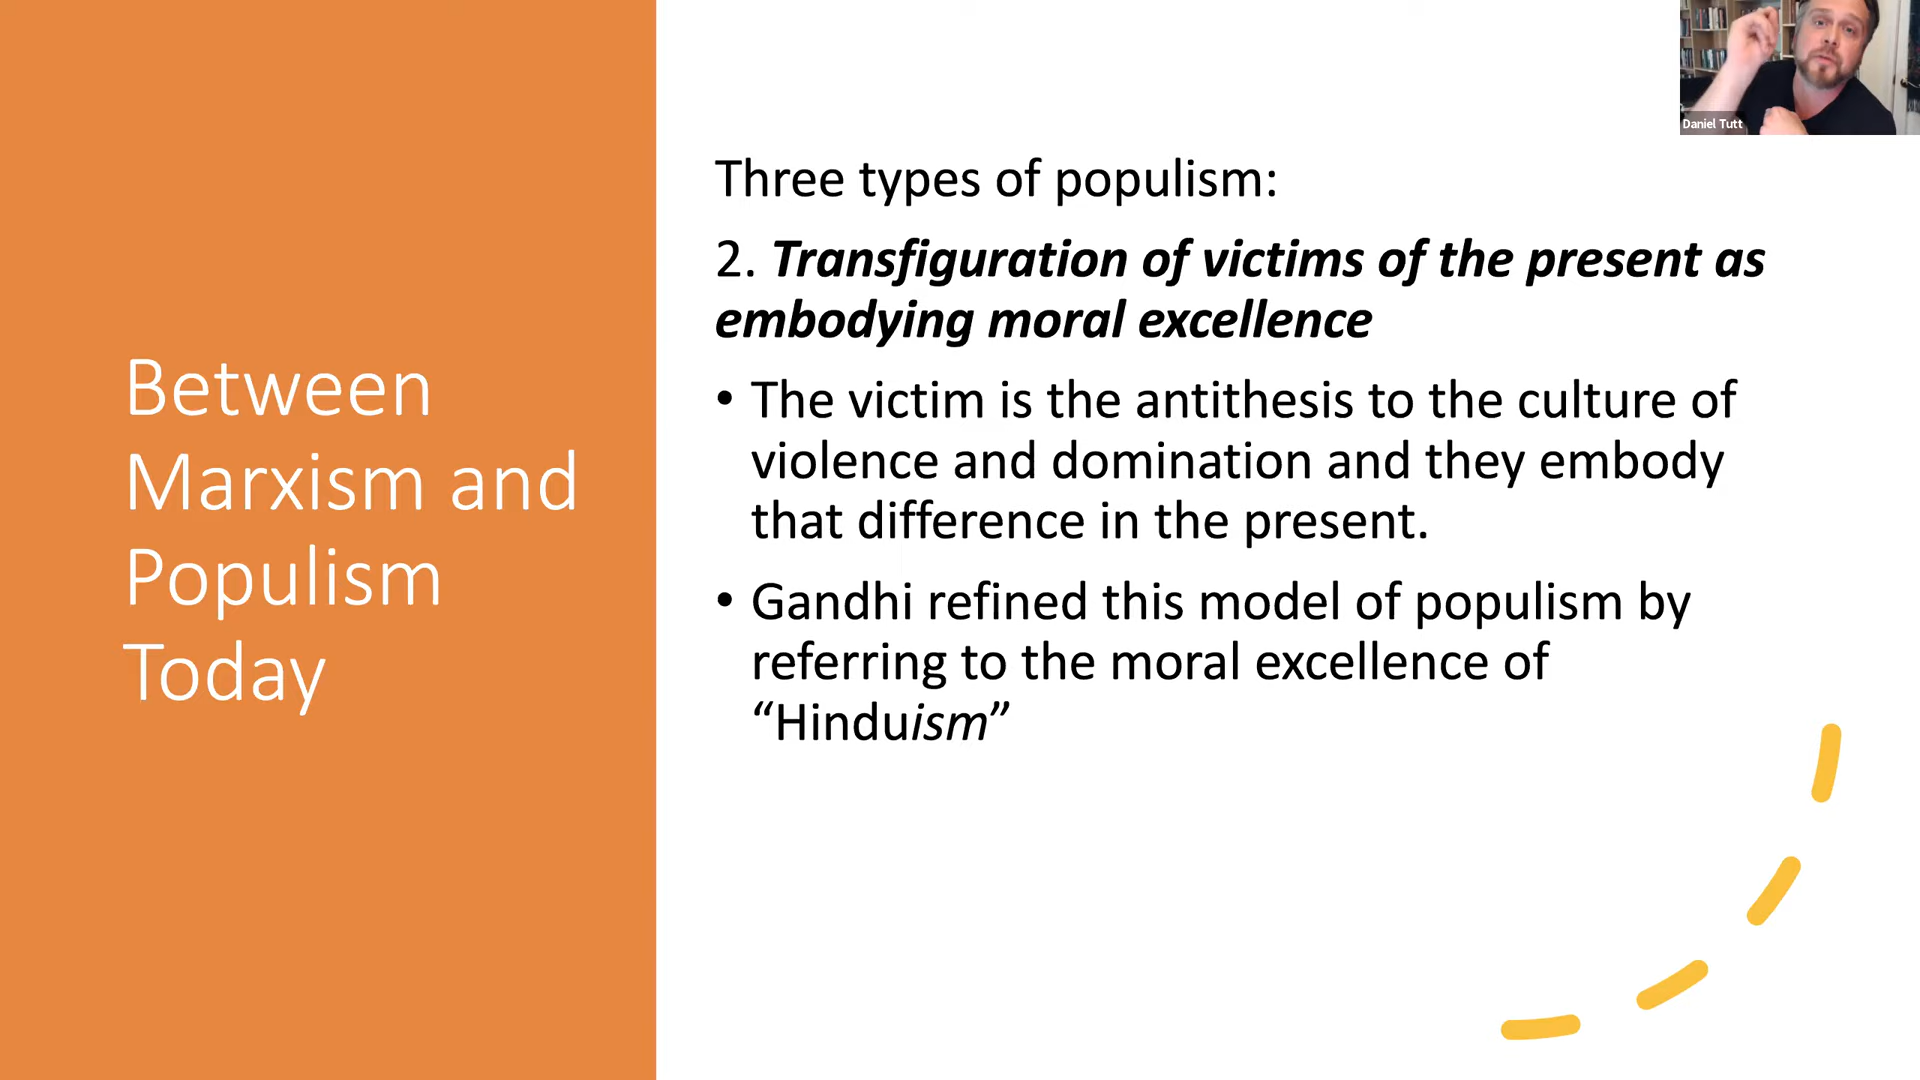 Between
Marxism and
Populism
Today
Three types of populism:
2. Transfiguration of victims of the present as
embodying moral excellence
• The victim is the antithesis to the culture of
violence and domination and they embody
that difference in the present.
• Gandhi refined this model of populism by
referring to the moral excellence of
“Hinduism”
Daniel Tutt